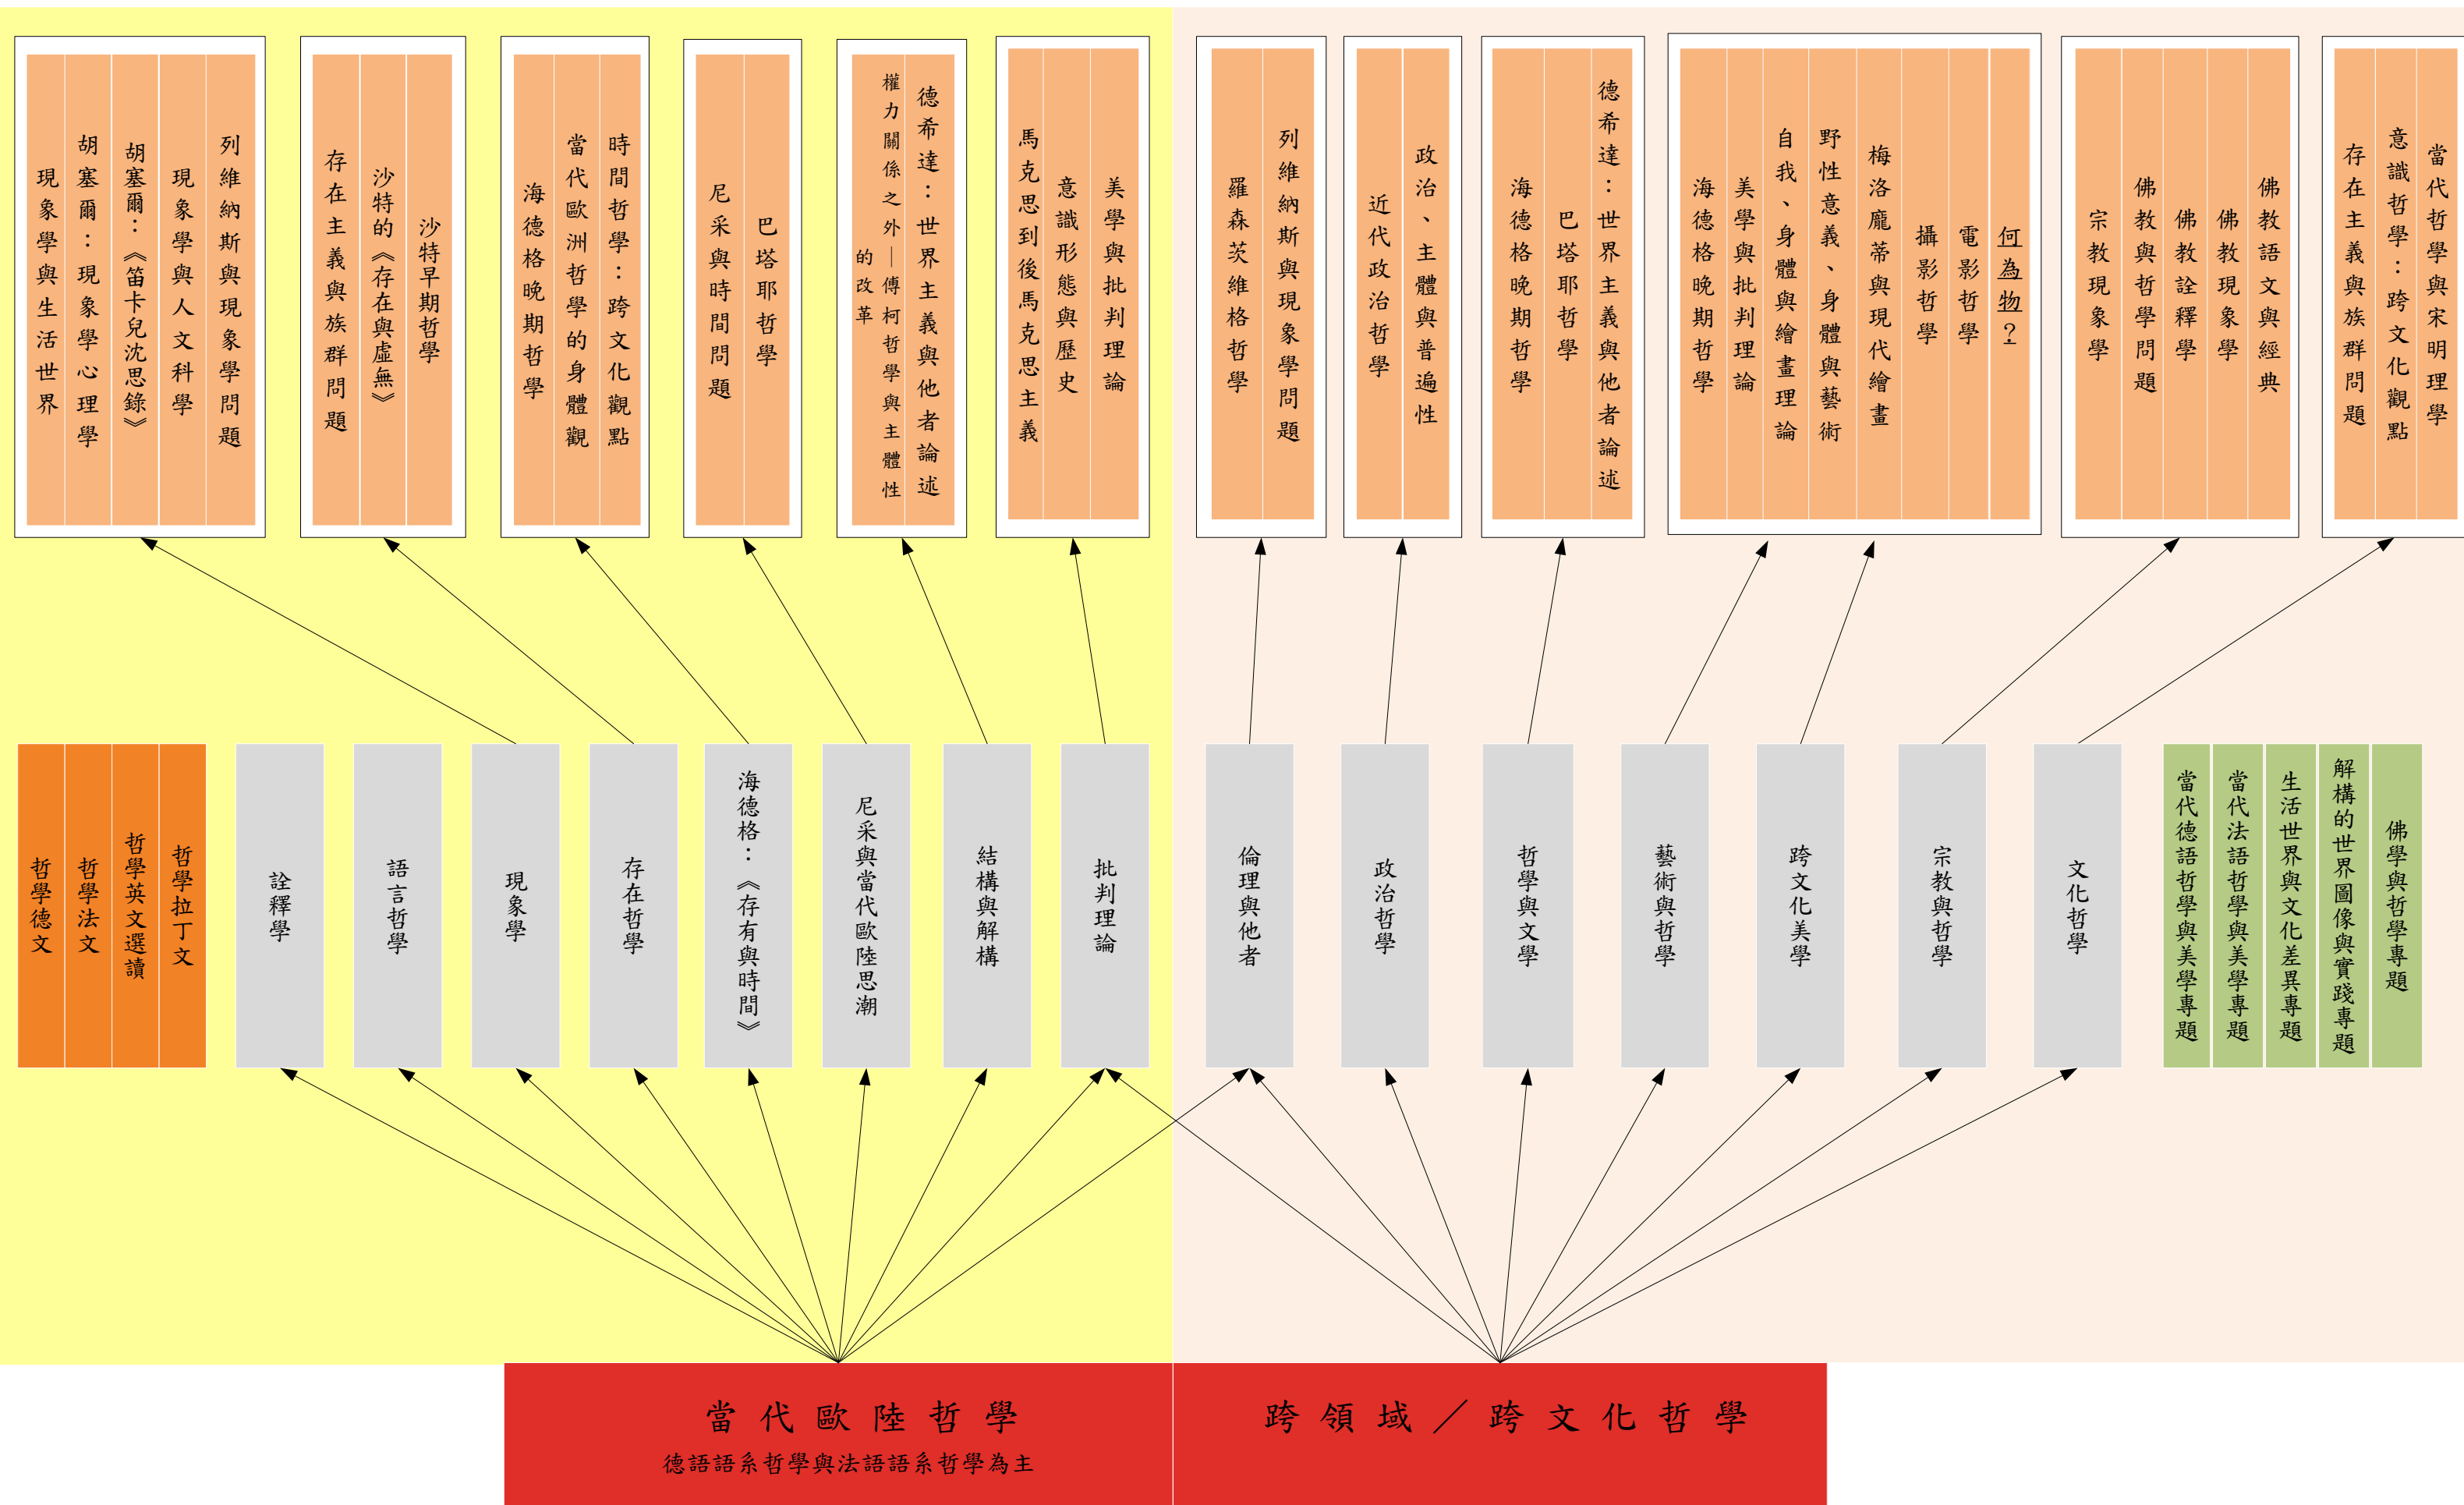 現象學與生活世界
胡塞爾：現象學心理學
胡塞爾：《笛卡兒沈思錄》
現象學與人文科學
列維納斯與現象學問題
存在主義與族群問題
沙特的《存在與虛無》
沙特早期哲學
海德格晚期哲學
當代歐洲哲學的身體觀
時間哲學：跨文化觀點
尼采與時間問題
巴塔耶哲學
權力關係之外—傅柯哲學與主體性
的改革
德希達：世界主義與他者論述
馬克思到後馬克思主義
意識形態與歷史
美學與批判理論
羅森茨維格哲學
列維納斯與現象學問題
近代政治哲學
政治、主體與普遍性
海德格晚期哲學
巴塔耶哲學
德希達：世界主義與他者論述
海德格晚期哲學
美學與批判理論
自我、身體與繪畫理論
野性意義、身體與藝術
梅洛龐蒂與現代繪畫
攝影哲學
電影哲學
何為物？
宗教現象學
佛教與哲學問題
佛教詮釋學
佛教現象學
佛教語文與經典
存在主義與族群問題
意識哲學：跨文化觀點
當代哲學與宋明理學
哲學德文
哲學法文
哲學英文選讀
哲學拉丁文
詮釋學
語言哲學
現象學
存在哲學
海德格：《存有與時間》
尼采與當代歐陸思潮
結構與解構
批判理論
倫理與他者
政治哲學
哲學與文學
藝術與哲學
跨文化美學
宗教與哲學
文化哲學
當代德語哲學與美學專題
當代法語哲學與美學專題
生活世界與文化差異專題
解構的世界圖像與實踐專題
佛學與哲學專題
當代歐陸哲學
德語語系哲學與法語語系哲學為主
跨領域／跨文化哲學